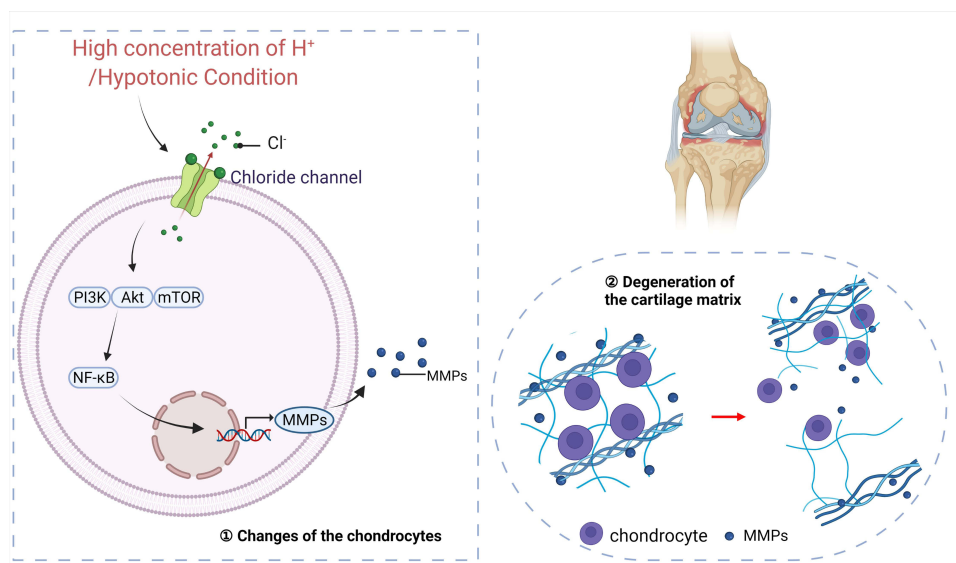 High concentration of H⁺
/Hypotonic Condition
Cl⁻
Chloride channel
PI3K Akt mTOR
NF-κB
MMPs
MMPs
① Changes of the chondrocytes
② Degeneration of
the cartilage matrix
chondrocyte MMPs